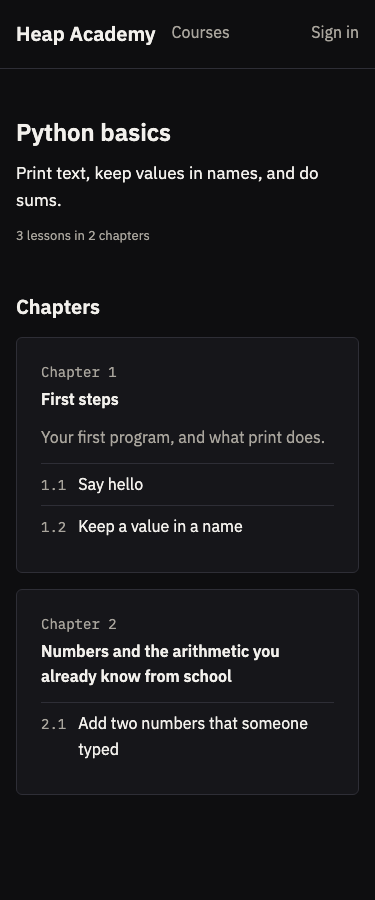 Heap Academy Courses Sign in
Python basics
Print text, keep values in names, and do
sums.
3 lessons in 2 chapters
Chapters
Chapter 1
First steps
Your first program, and what print does.
1.1 Say hello
1.2 Keep a value in a name
Chapter 2
Numbers and the arithmetic you
already know from school
2.1 Add two numbers that someone
typed